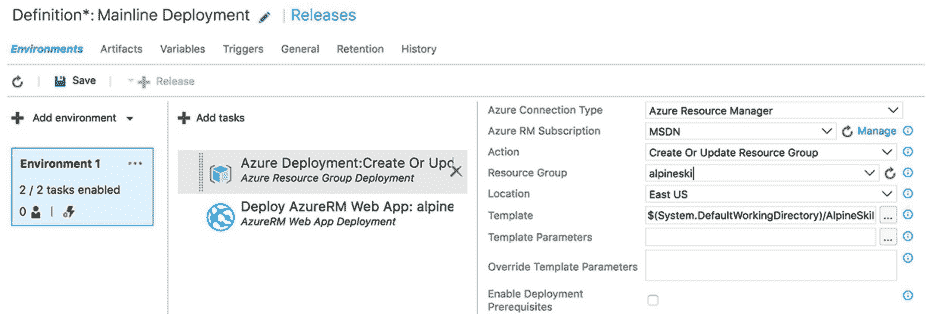 Definition*: Mainline Deployment | Releases
Environments Artifacts Variables Triggers General Retention History
Save Release
Add environment
Add tasks
Environment 1 ...
2 / 2 tasks enabled
0
Azure Deployment:Create Or Upd
Azure Resource Group Deployment
Deploy AzureRM Web App: alpine
AzureRM Web App Deployment
Azure Connection Type Azure Resource Manager
Azure RM Subscription MSDN Manage
Action Create Or Update Resource Group
Resource Group alpineski
Location East US
Template $(System.DefaultWorkingDirectory)/AlpineSkil ...
Template Parameters ...
Override Template Parameters
Enable Deployment
Prerequisites